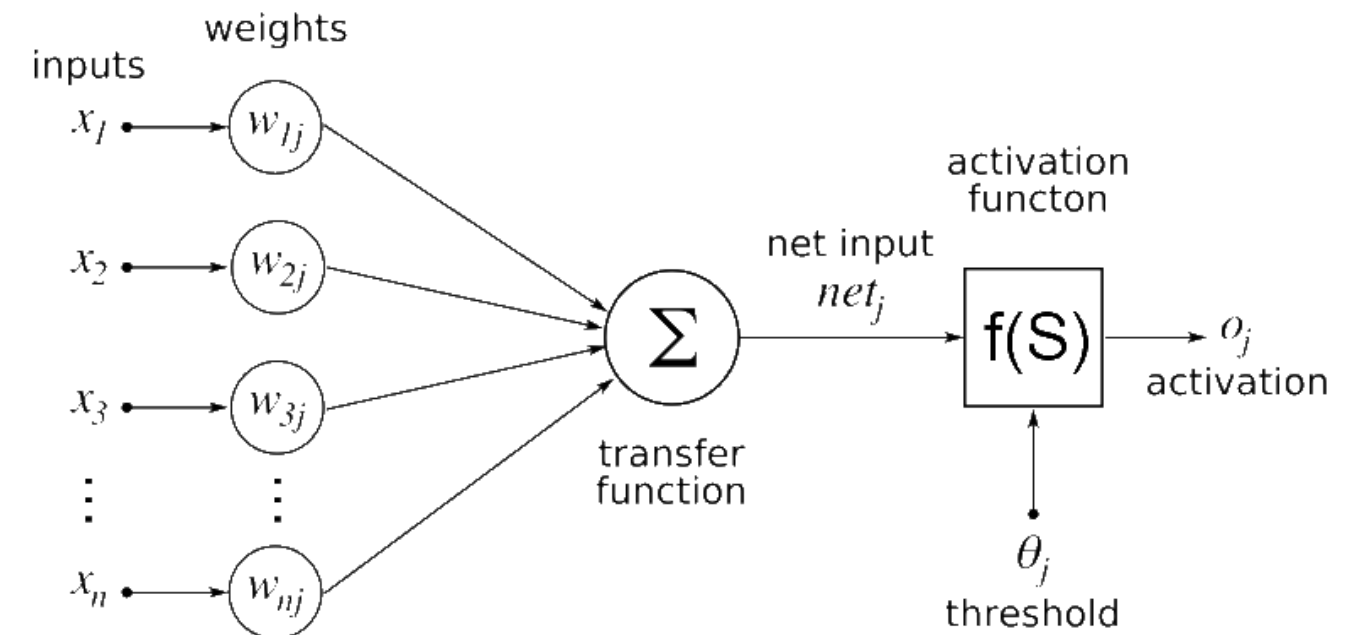 weights
inputs
x1
w1j
x2
w2j
x3
w3j
⋮ ⋮
xn
wnj
Σ
transfer
function
net input
netj
activation
functon
f(S)
oj
activation
θj
threshold